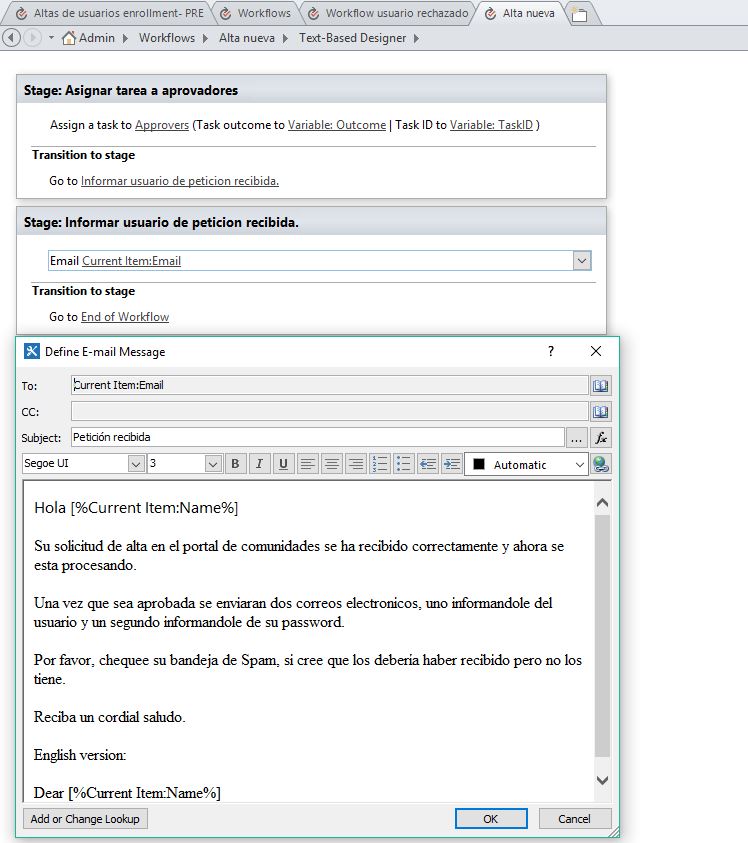 Altas de usuarios enrollment- PRE Workflows Workflow usuario rechazado Alta nueva
Admin Workflows Alta nueva Text-Based Designer
Stage: Asignar tarea a aprovadores
Assign a task to Approvers (Task outcome to Variable: Outcome | Task ID to Variable: TaskID )
Transition to stage
Go to Informar usuario de peticion recibida.
Stage: Informar usuario de peticion recibida.
Email Current Item:Email
Transition to stage
Go to End of Workflow
Define E-mail Message ?
To: Current Item:Email
CC:
Subject: Petición recibida ... fx
Segoe UI 3 B I U Automatic
Hola [%Current Item:Name%]
Su solicitud de alta en el portal de comunidades se ha recibido correctamente y ahora se
esta procesando.
Una vez que sea aprobada se enviaran dos correos electronicos, uno informandole del
usuario y un segundo informandole de su password.
Por favor, chequee su bandeja de Spam, si cree que los deberia haber recibido pero no los
tiene.
Reciba un cordial saludo.
English version:
Dear [%Current Item:Name%]
Add or Change Lookup OK Cancel